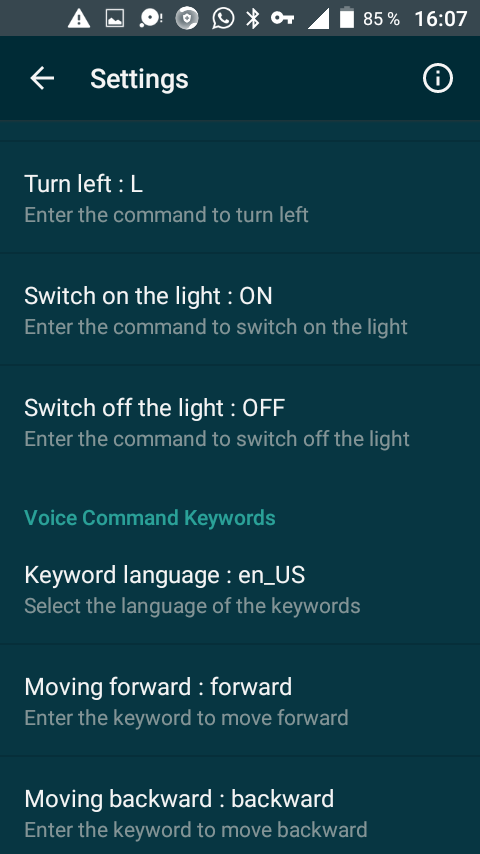 85 % 16:07
Settings
Turn left : L
Enter the command to turn left
Switch on the light : ON
Enter the command to switch on the light
Switch off the light : OFF
Enter the command to switch off the light
Voice Command Keywords
Keyword language : en_US
Select the language of the keywords
Moving forward : forward
Enter the keyword to move forward
Moving backward : backward
Enter the keyword to move backward